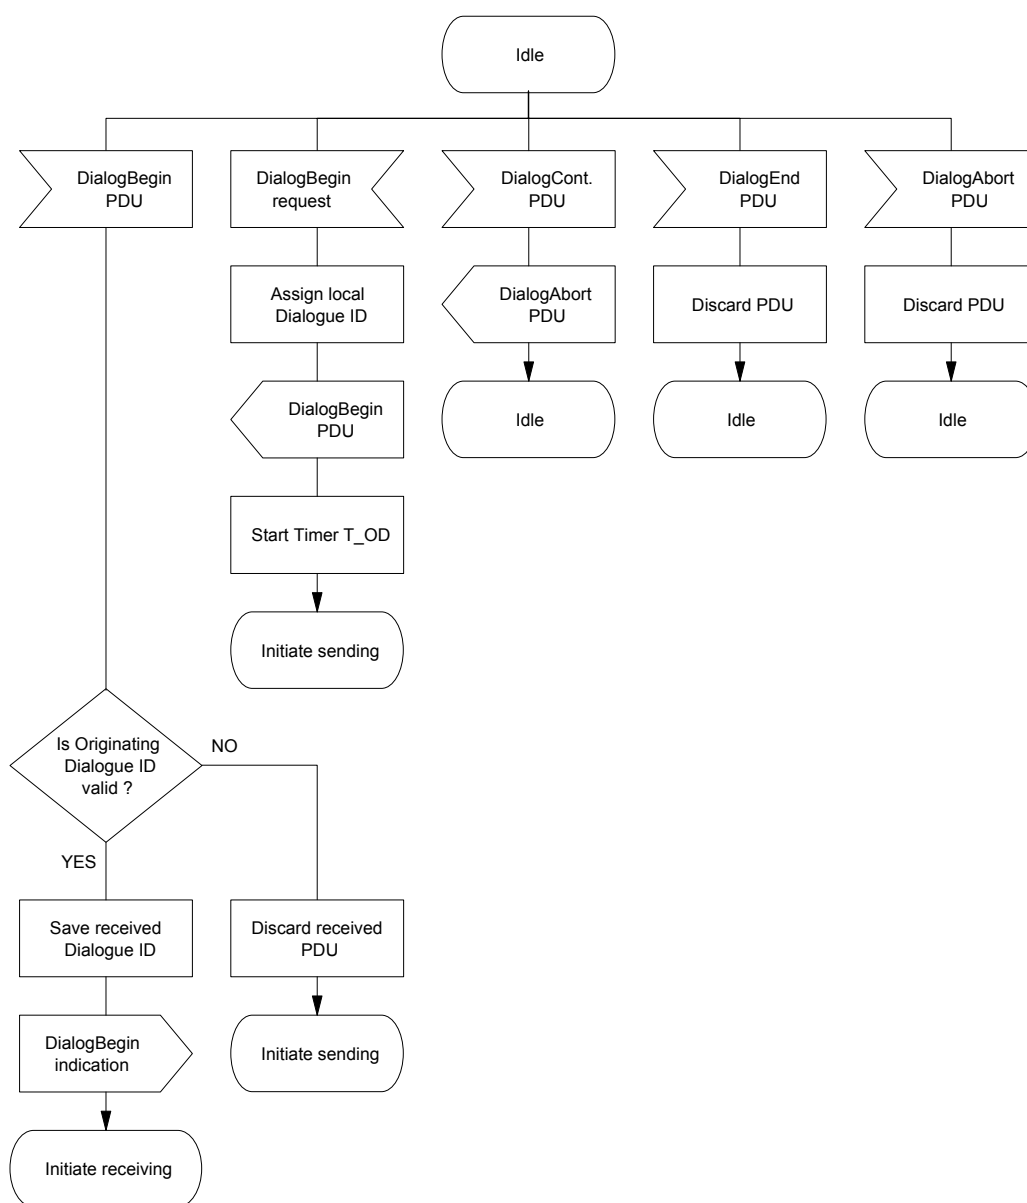 Idle
DialogBegin
PDU
DialogBegin
request
DialogCont.
PDU
DialogEnd
PDU
DialogAbort
PDU
Assign local
Dialogue ID
DialogAbort
PDU
Discard PDU
Discard PDU
DialogBegin
PDU
Idle
Idle
Idle
Start Timer T_OD
Initiate sending
Is Originating
Dialogue ID
valid ?
NO
YES
Save received
Dialogue ID
Discard received
PDU
DialogBegin
indication
Initiate sending
Initiate receiving